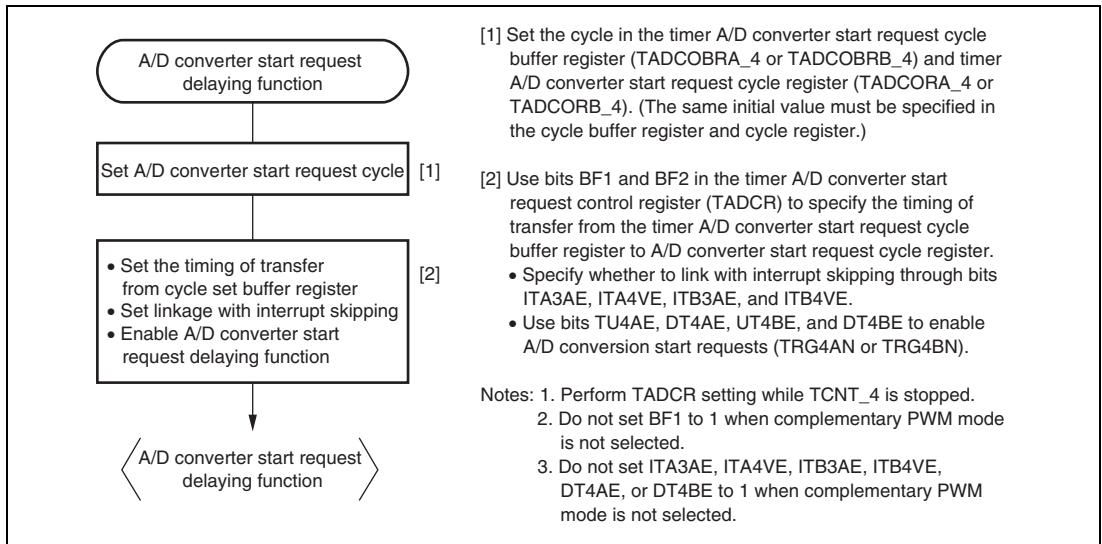 A/D converter start request
delaying function
Set A/D converter start request cycle
[1]
• Set the timing of transfer
from cycle set buffer register
• Set linkage with interrupt skipping
• Enable A/D converter start
request delaying function
[2]
A/D converter start request
delaying function
[1] Set the cycle in the timer A/D converter start request cycle
buffer register (TADCOBRA_4 or TADCOBRB_4) and timer
A/D converter start request cycle register (TADCORA_4 or
TADCORB_4). (The same initial value must be specified in
the cycle buffer register and cycle register.)
[2] Use bits BF1 and BF2 in the timer A/D converter start
request control register (TADCR) to specify the timing of
transfer from the timer A/D converter start request cycle
buffer register to A/D converter start request cycle register.
• Specify whether to link with interrupt skipping through bits
ITA3AE, ITA4VE, ITB3AE, and ITB4VE.
• Use bits TU4AE, DT4AE, UT4BE, and DT4BE to enable
A/D conversion start requests (TRG4AN or TRG4BN).
Notes: 1. Perform TADCR setting while TCNT_4 is stopped.
2. Do not set BF1 to 1 when complementary PWM mode
is not selected.
3. Do not set ITA3AE, ITA4VE, ITB3AE, ITB4VE,
DT4AE, or DT4BE to 1 when complementary PWM
mode is not selected.